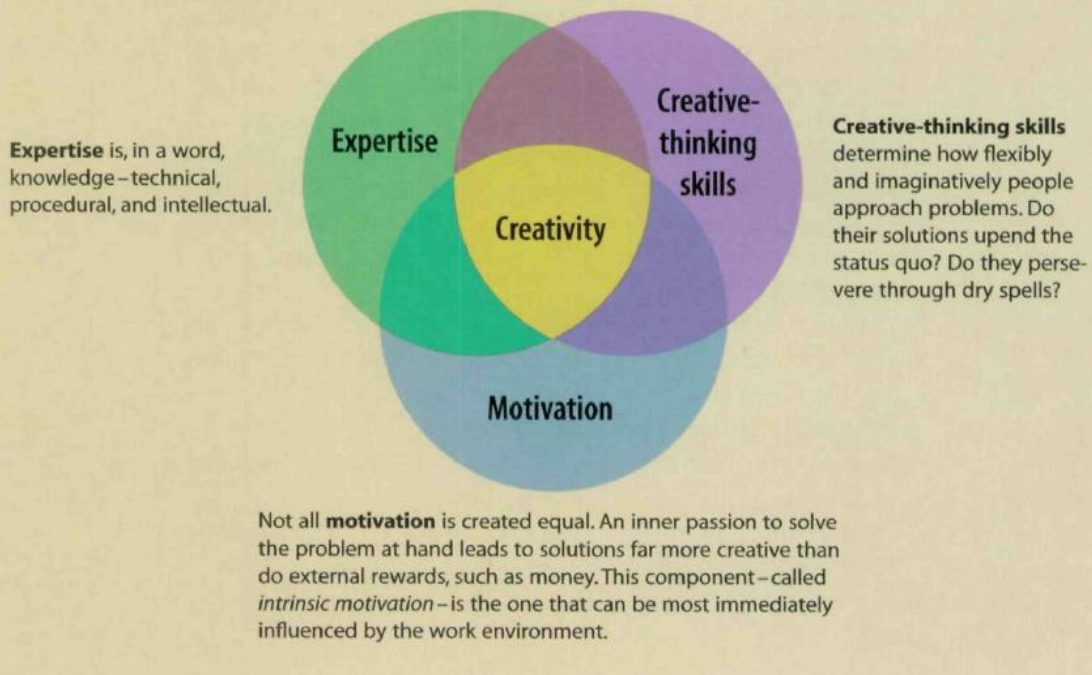 Expertise is, in a word,
knowledge–technical,
procedural, and intellectual.
Expertise
Creative-
thinking
skills
Creativity
Motivation
Creative-thinking skills
determine how flexibly
and imaginatively people
approach problems. Do
their solutions upend the
status quo? Do they perse-
vere through dry spells?
Not all motivation is created equal. An inner passion to solve
the problem at hand leads to solutions far more creative than
do external rewards, such as money. This component–called
intrinsic motivation–is the one that can be most immediately
influenced by the work environment.